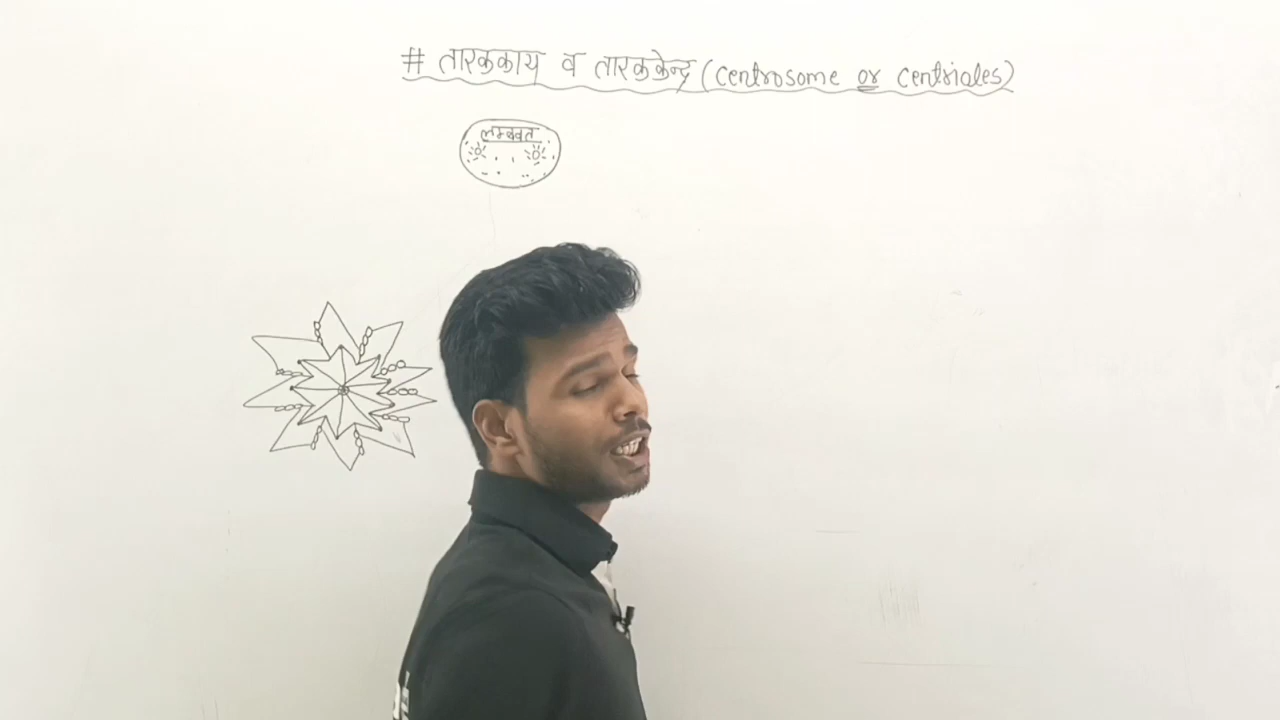 # तारककाय व तारककेन्द्र (Centrosome or Centrioles)
लम्बवत